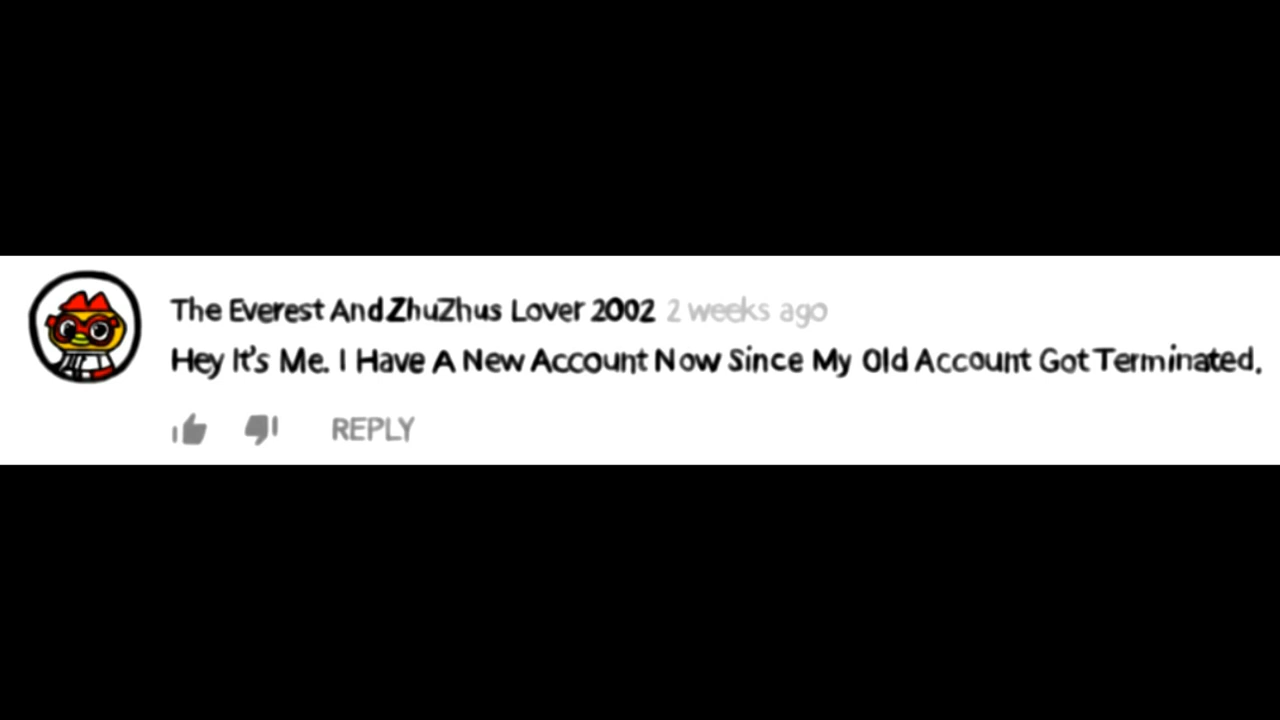 The Everest And ZhuZhus Lover 2002 2 weeks ago
Hey It's Me. I Have A New Account Now Since My Old Account Got Terminated.
REPLY